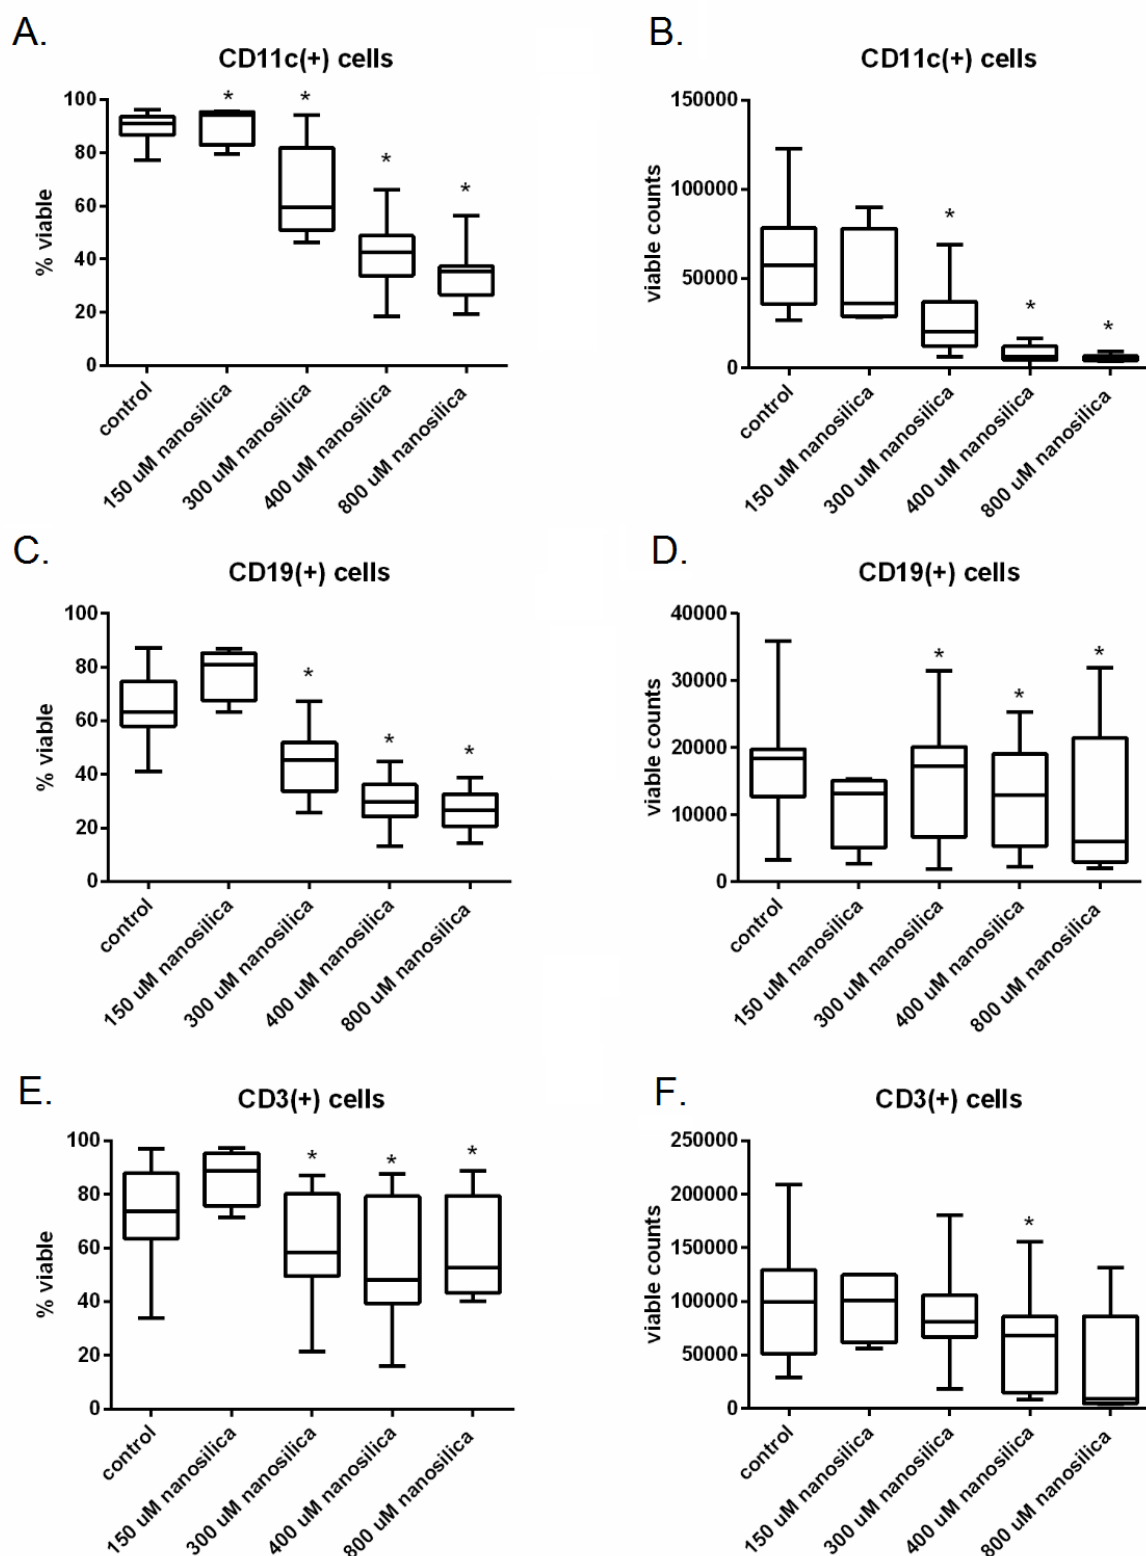 A.
CD11c(+) cells
% viable
100
80
60
40
20
0
* * * *
control
150 uM nanosilica
300 uM nanosilica
400 uM nanosilica
800 uM nanosilica
B.
CD11c(+) cells
viable counts
150000
100000
50000
0
* * *
control
150 uM nanosilica
300 uM nanosilica
400 uM nanosilica
800 uM nanosilica
C.
CD19(+) cells
% viable
100
80
60
40
20
0
* * *
control
150 uM nanosilica
300 uM nanosilica
400 uM nanosilica
800 uM nanosilica
D.
CD19(+) cells
viable counts
40000
30000
20000
10000
0
* * *
control
150 uM nanosilica
300 uM nanosilica
400 uM nanosilica
800 uM nanosilica
E.
CD3(+) cells
% viable
100
80
60
40
20
0
* * *
control
150 uM nanosilica
300 uM nanosilica
400 uM nanosilica
800 uM nanosilica
F.
CD3(+) cells
viable counts
250000
200000
150000
100000
50000
0
*
control
150 uM nanosilica
300 uM nanosilica
400 uM nanosilica
800 uM nanosilica